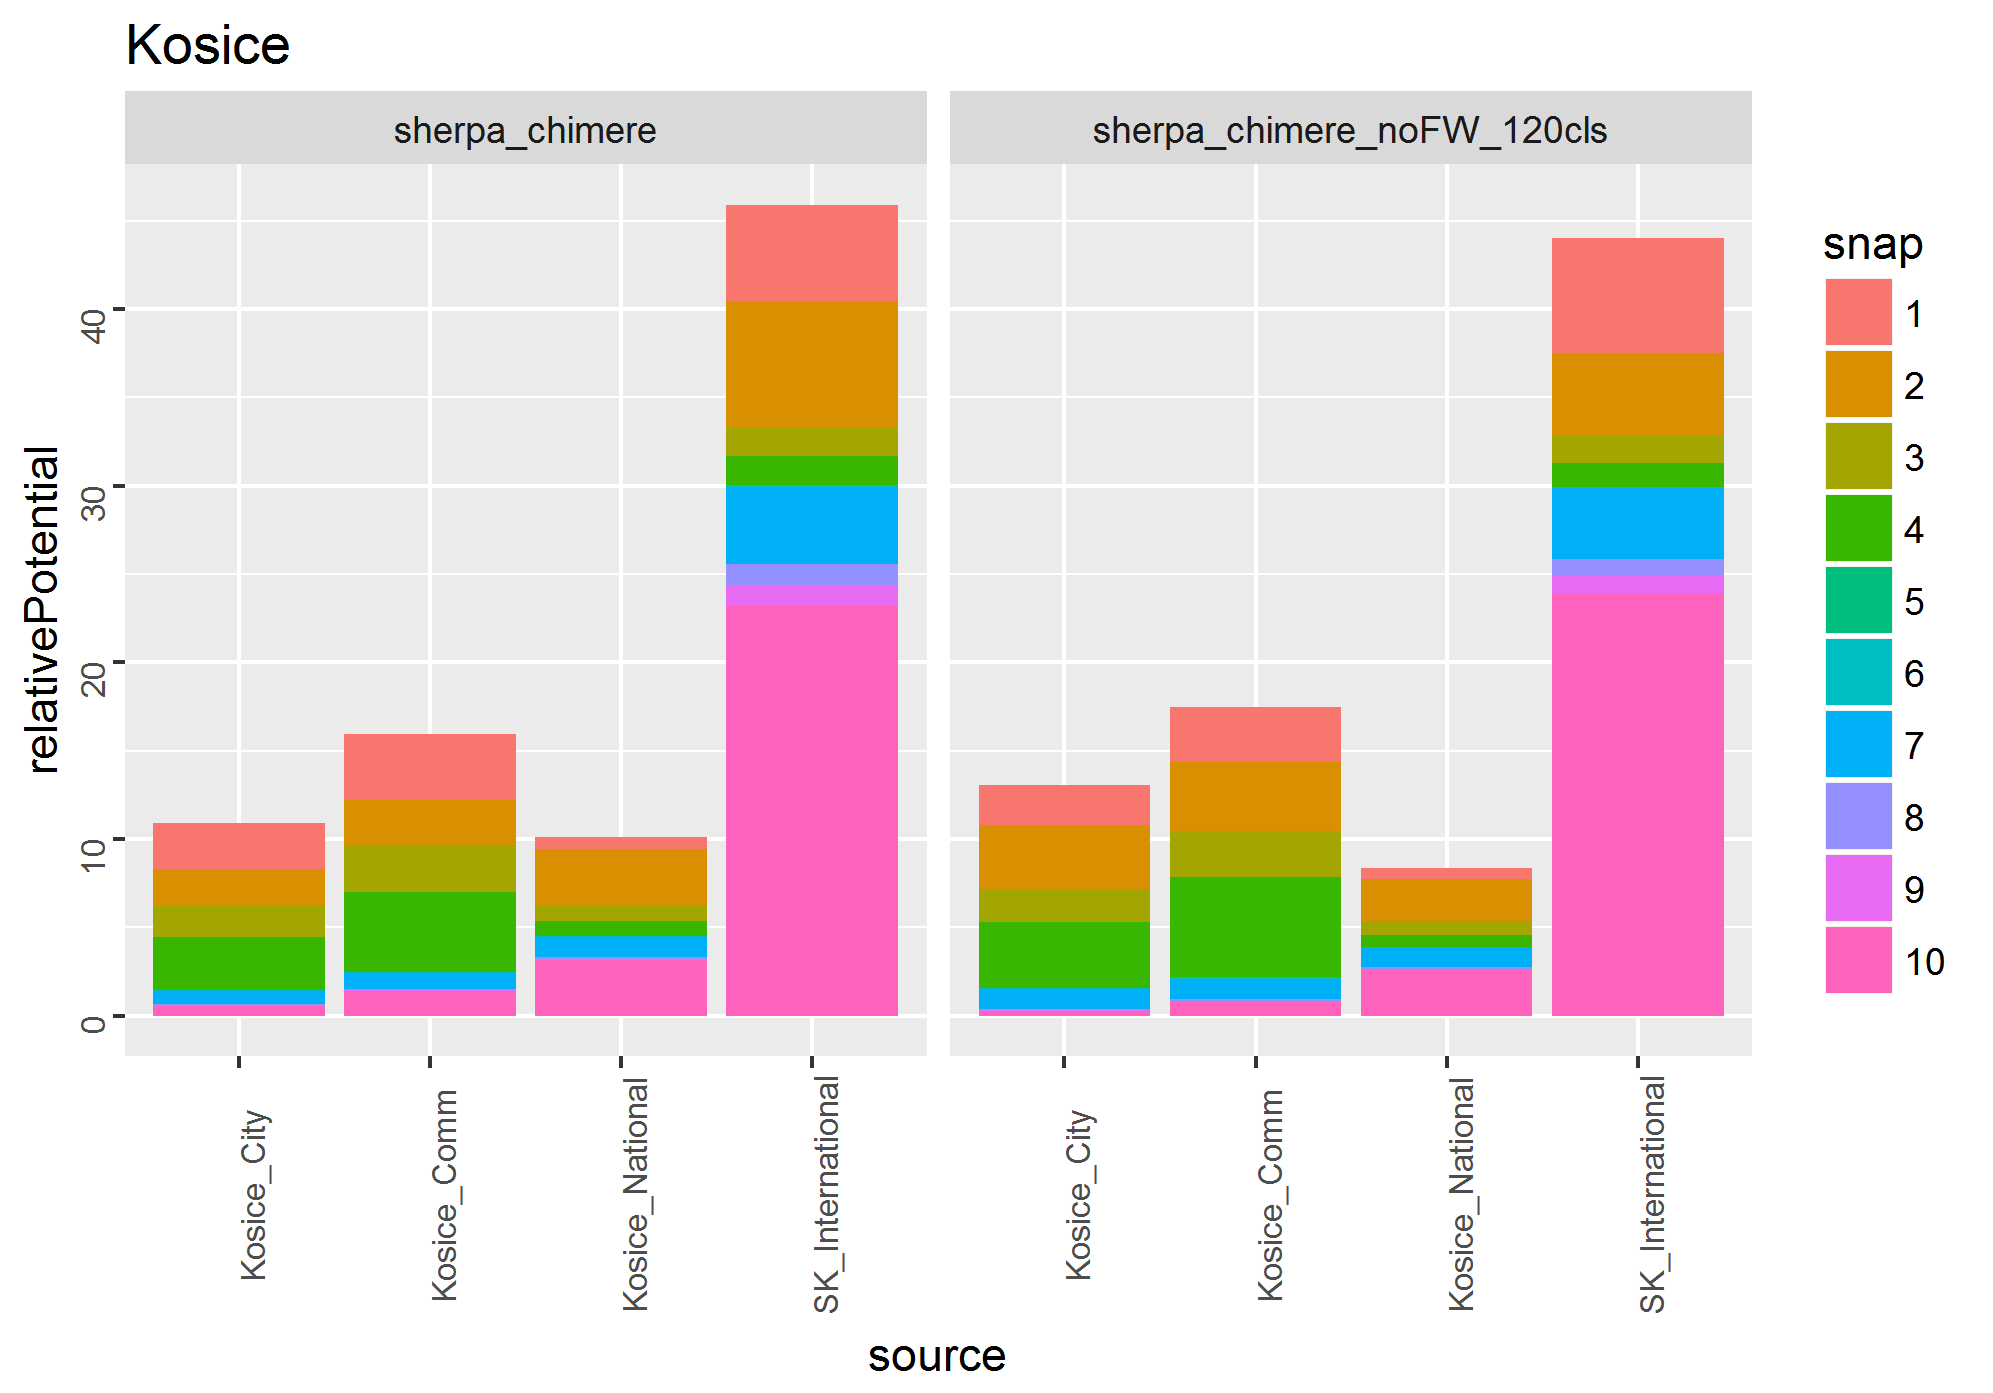 Kosice
sherpa_chimere
sherpa_chimere_noFW_120cls
relativePotential
40
30
20
10
0
Kosice_City
Kosice_Comm
Kosice_National
SK_International
Kosice_City
Kosice_Comm
Kosice_National
SK_International
source
snap
1
2
3
4
5
6
7
8
9
10